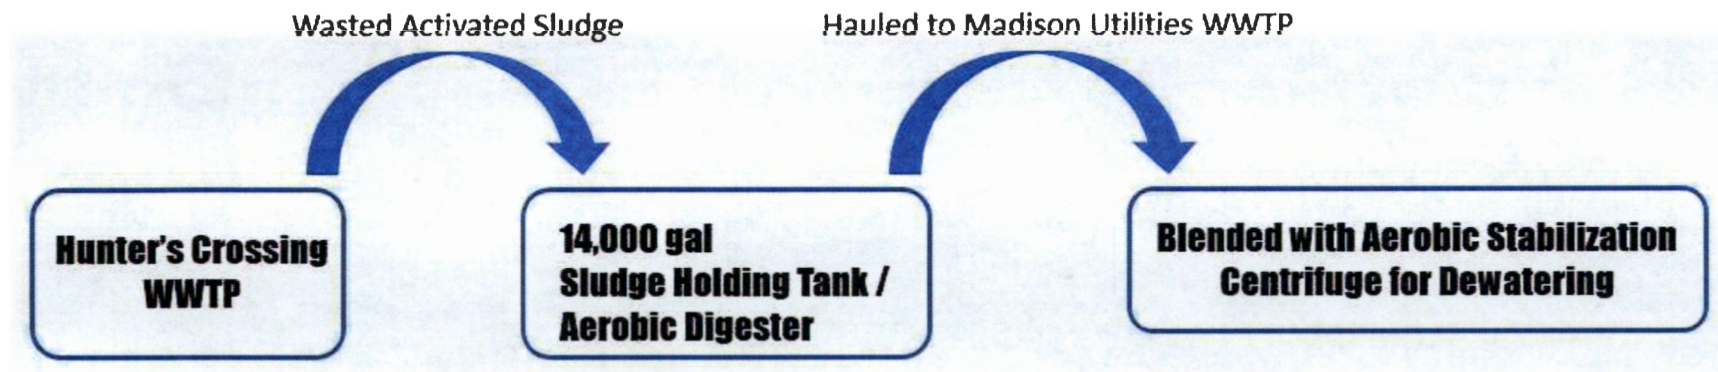 Wasted Activated Sludge
Hauled to Madison Utilities WWTP
Hunter's Crossing
WWTP
14,000 gal
Sludge Holding Tank /
Aerobic Digester
Blended with Aerobic Stabilization
Centrifuge for Dewatering